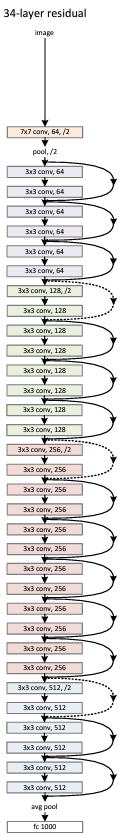 34-layer residual
image
7x7 conv, 64, /2
pool, /2
3x3 conv, 64
3x3 conv, 64
3x3 conv, 64
3x3 conv, 64
3x3 conv, 64
3x3 conv, 64
3x3 conv, 128, /2
3x3 conv, 128
3x3 conv, 128
3x3 conv, 128
3x3 conv, 128
3x3 conv, 128
3x3 conv, 128
3x3 conv, 128
3x3 conv, 256, /2
3x3 conv, 256
3x3 conv, 256
3x3 conv, 256
3x3 conv, 256
3x3 conv, 256
3x3 conv, 256
3x3 conv, 256
3x3 conv, 256
3x3 conv, 256
3x3 conv, 256
3x3 conv, 256
3x3 conv, 512, /2
3x3 conv, 512
3x3 conv, 512
3x3 conv, 512
3x3 conv, 512
3x3 conv, 512
avg pool
fc 1000